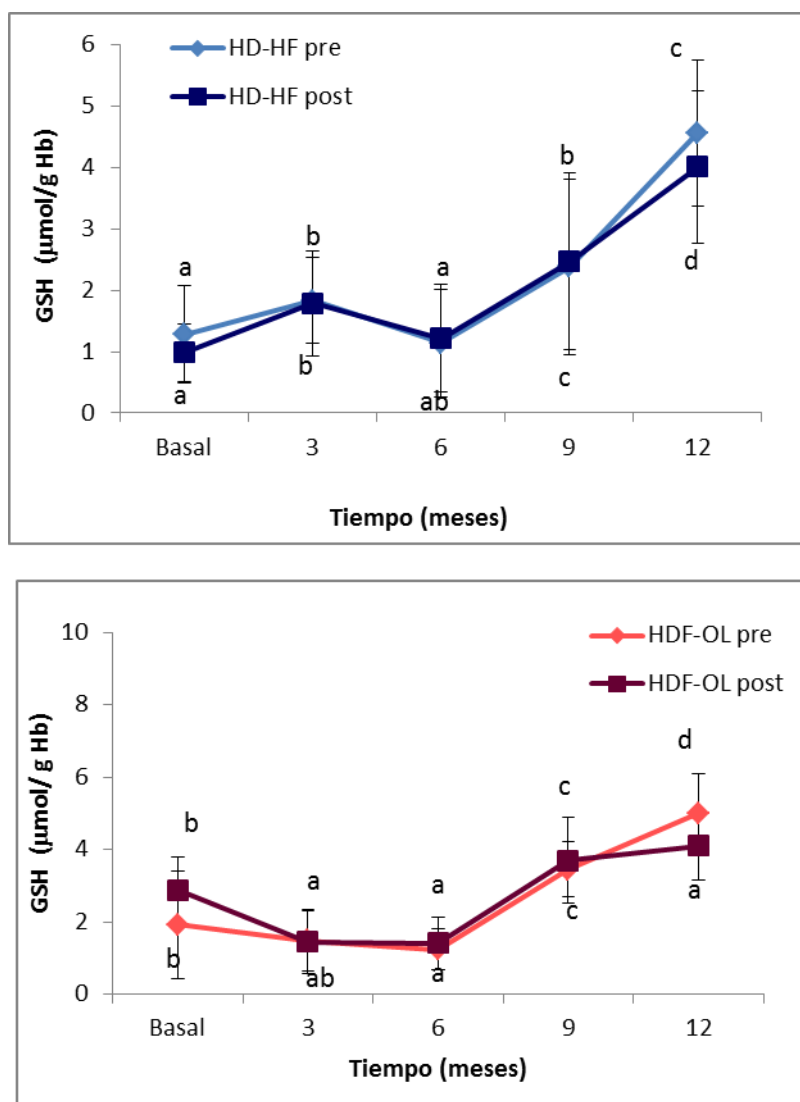 6
5
4
3
2
1
0
GSH (µmol/g Hb)
HD-HF pre
HD-HF post
a
b
a
b
c
a
b
ab
c
d
Basal 3 6 9 12
Tiempo (meses)
10
8
6
4
2
0
GSH (µmol/ g Hb)
HDF-OL pre
HDF-OL post
b
a
a
c
d
b
ab
a
c
a
Basal 3 6 9 12
Tiempo (meses)